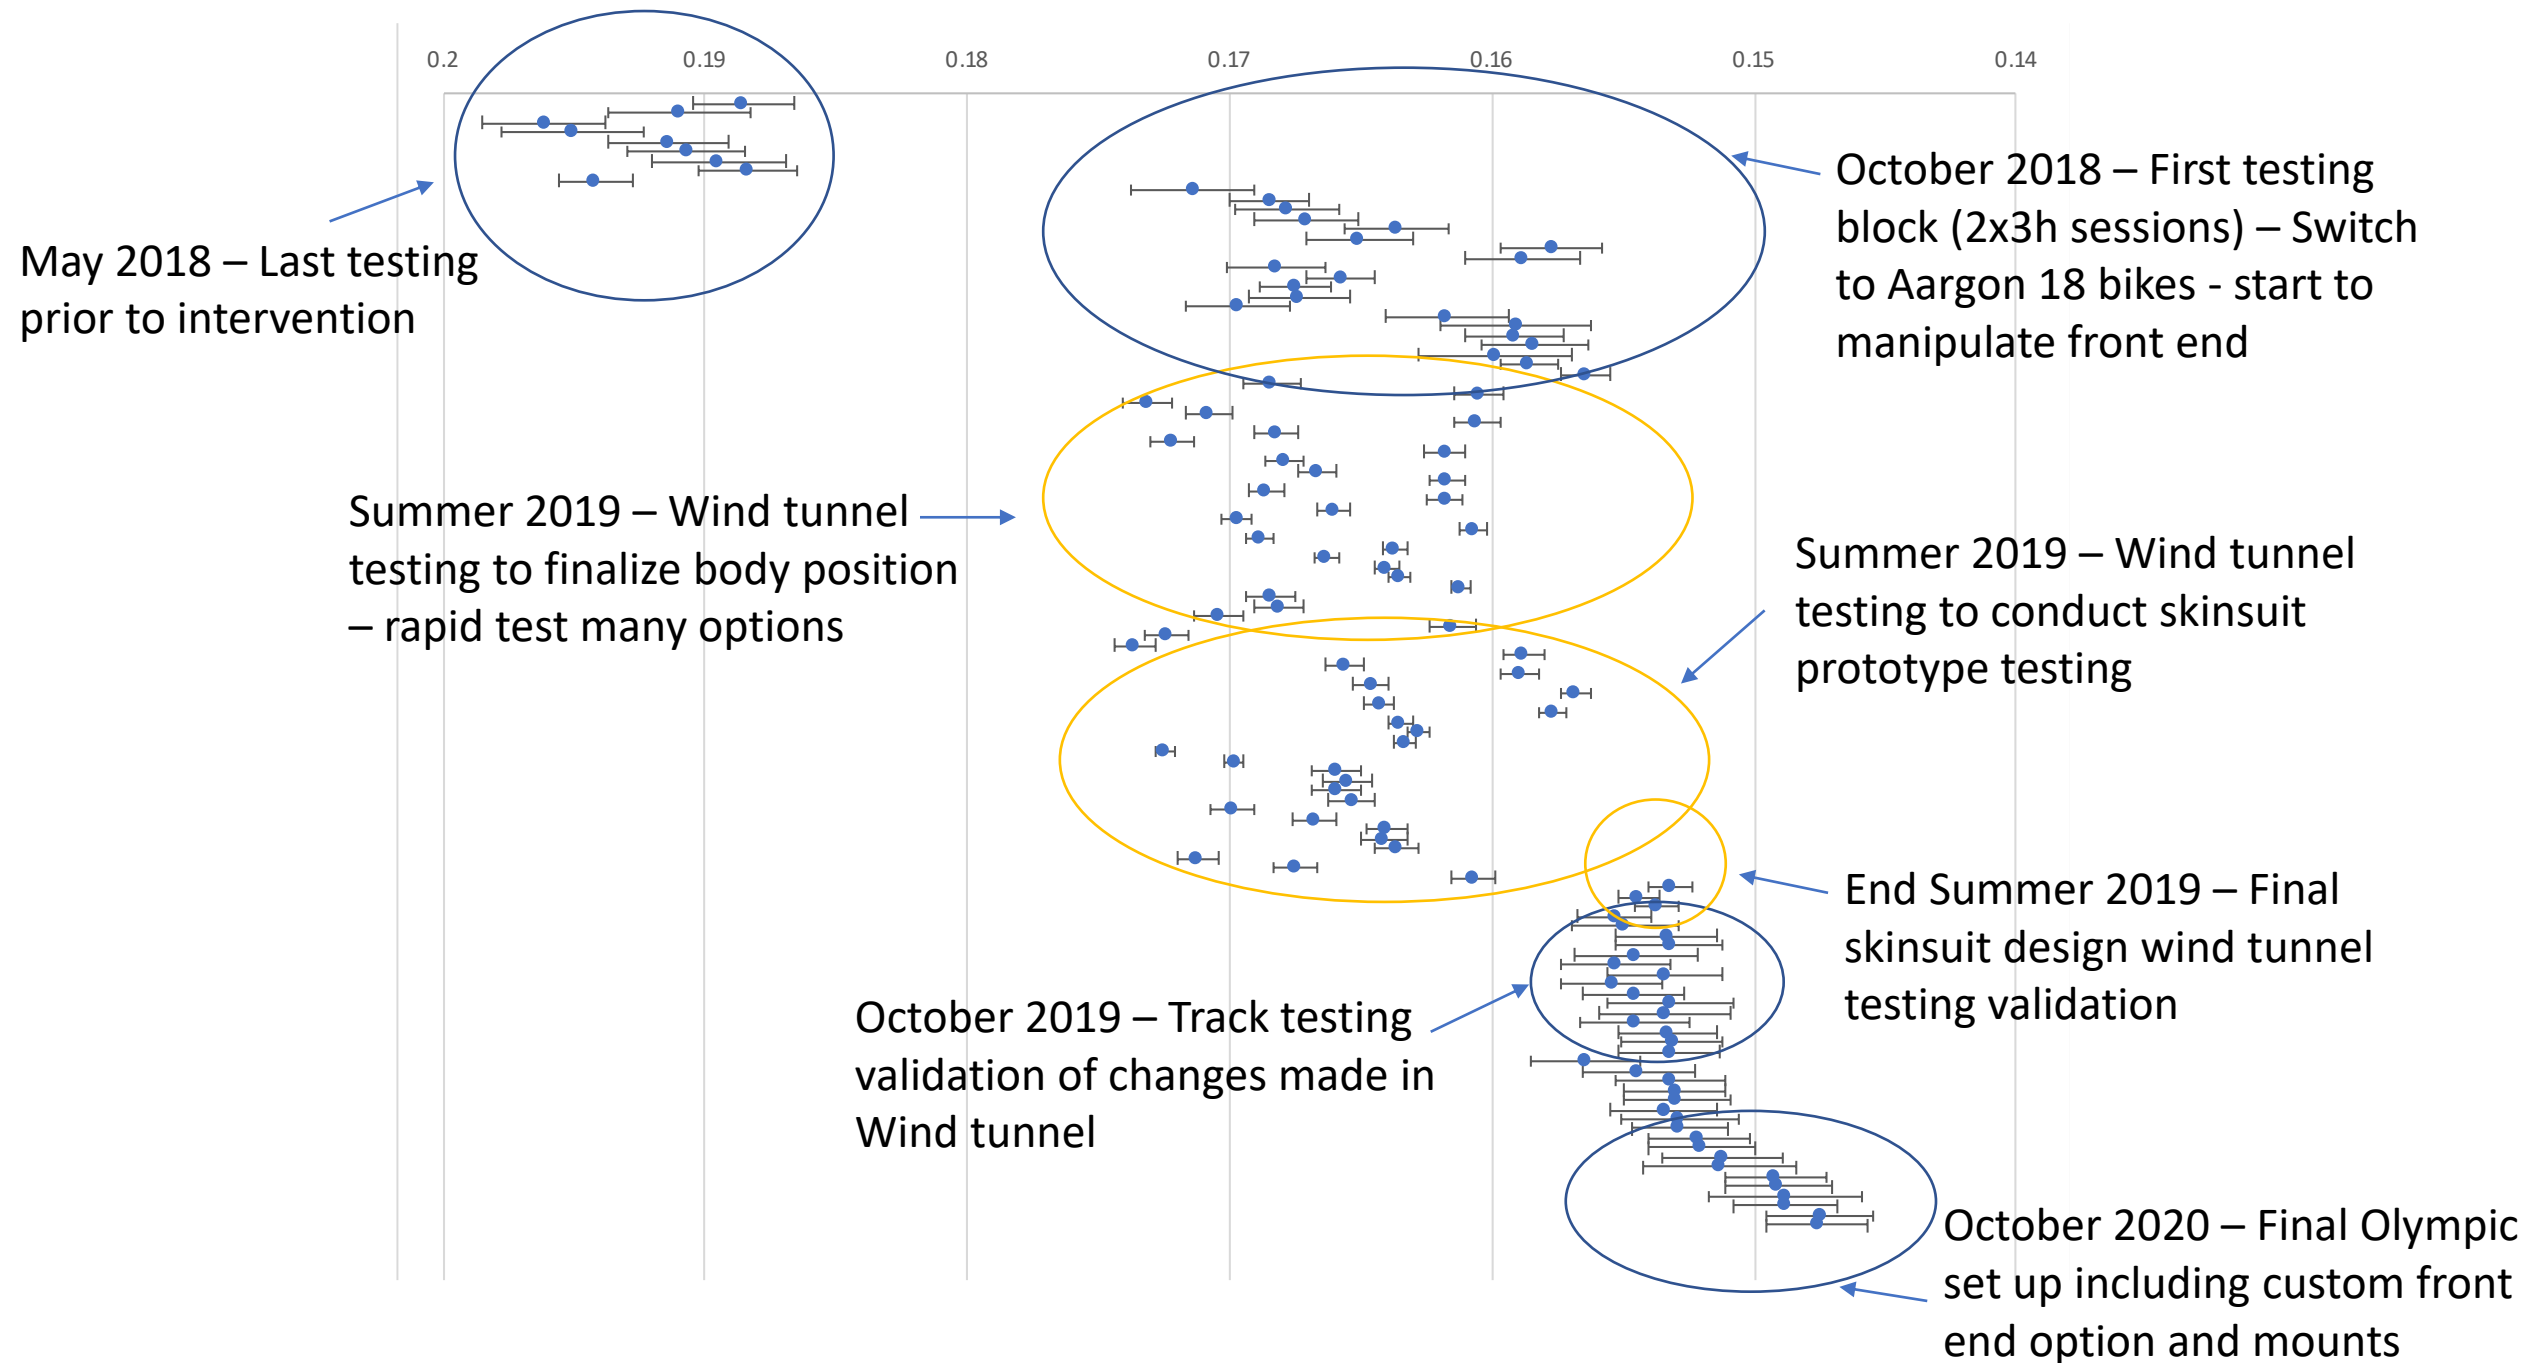 0.2 0.19 0.18 0.17 0.16 0.15 0.14
May 2018 – Last testing
prior to intervention
October 2018 – First testing
block (2x3h sessions) – Switch
to Aargon 18 bikes - start to
manipulate front end
Summer 2019 – Wind tunnel
testing to finalize body position
– rapid test many options
Summer 2019 – Wind tunnel
testing to conduct skinsuit
prototype testing
End Summer 2019 – Final
skinsuit design wind tunnel
testing validation
October 2019 – Track testing
validation of changes made in
Wind tunnel
October 2020 – Final Olympic
set up including custom front
end option and mounts